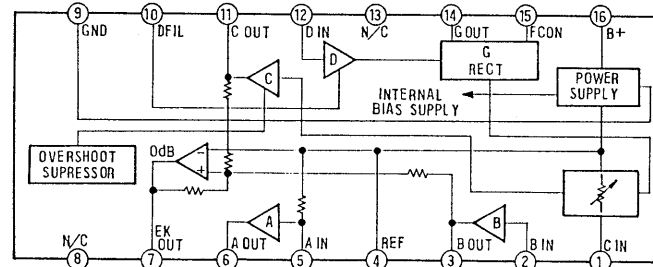 9 10 11 12 13 14 15 16
GND DFIL C OUT D IN N/C G OUT FCON B+
D
G
RECT
C
INTERNAL
BIAS SUPPLY
POWER
SUPPLY
OVERSHOOT
SUPRESSOR
0dB
-
+
A
B
N/C EK
OUT A OUT A IN REF B OUT B IN C IN
8 7 6 5 4 3 2 1